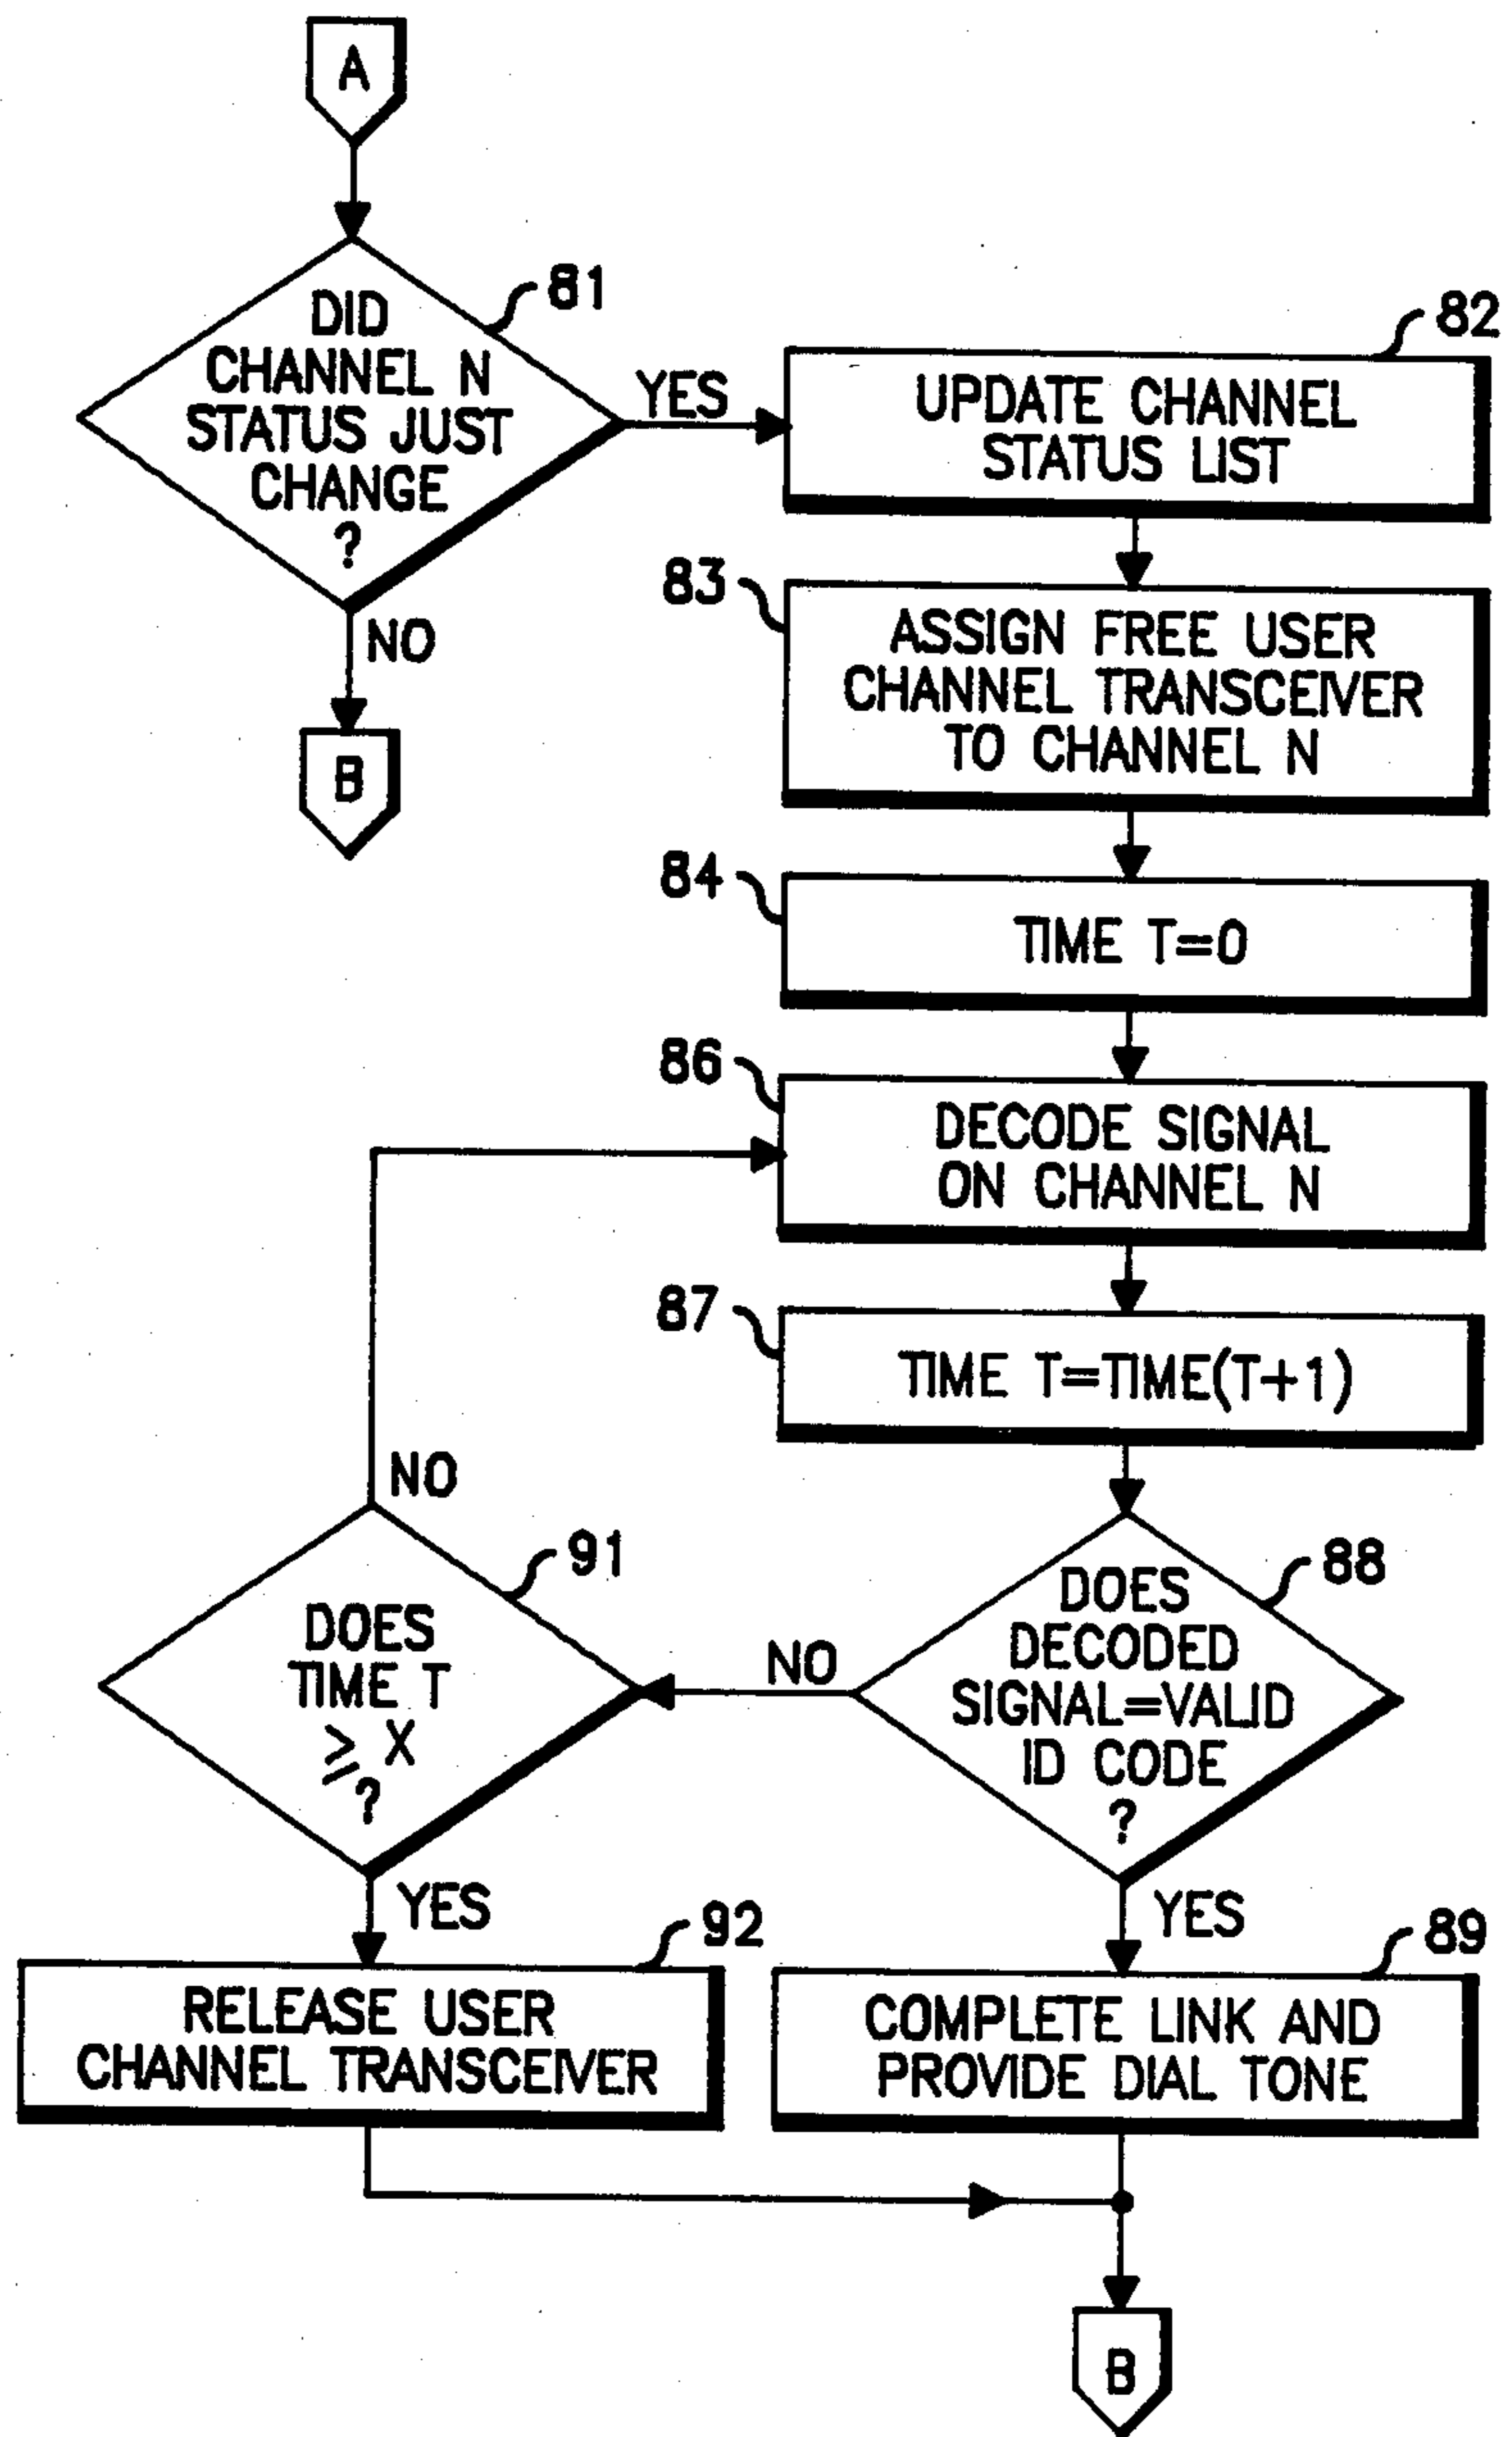 A
DID
CHANNEL N
STATUS JUST
CHANGE
?
81
YES
NO
B
82
UPDATE CHANNEL
STATUS LIST
83
ASSIGN FREE USER
CHANNEL TRANSCEIVER
TO CHANNEL N
84
TIME T=0
86
DECODE SIGNAL
ON CHANNEL N
87
TIME T=TIME(T+1)
88
DOES
DECODED
SIGNAL=VALID
ID CODE
?
NO
YES
91
DOES
TIME T
≥ X
?
NO
YES
92
RELEASE USER
CHANNEL TRANSCEIVER
89
COMPLETE LINK AND
PROVIDE DIAL TONE
B